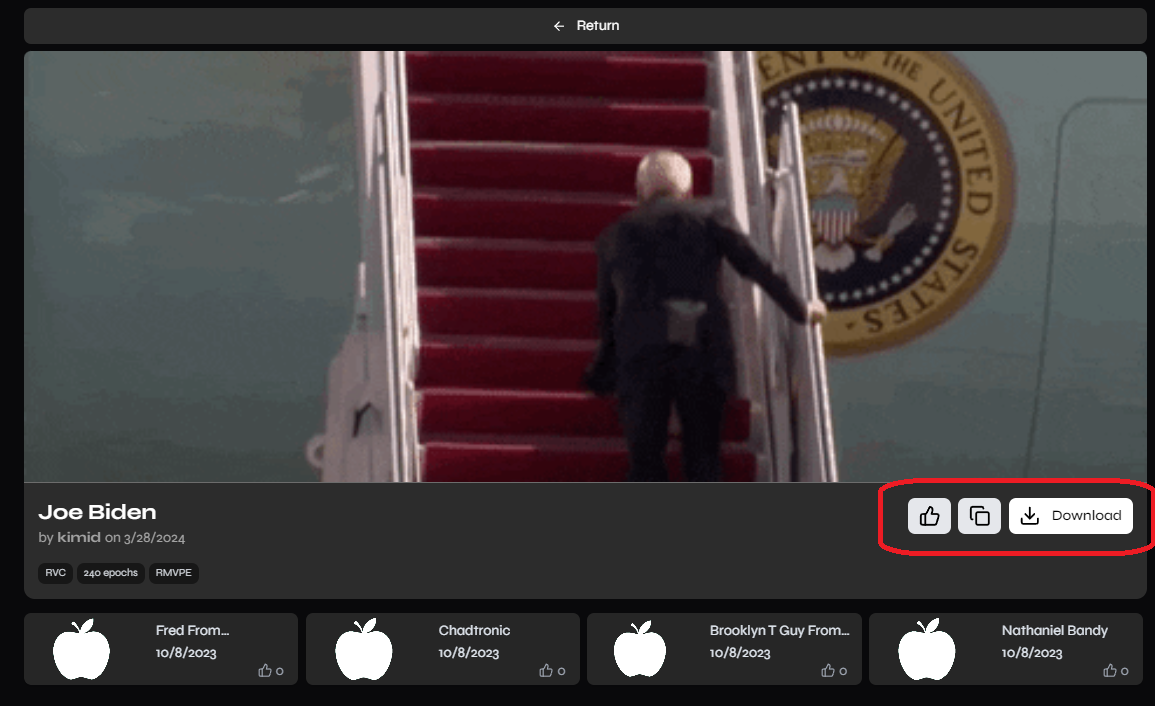 Return
ENT OF THE UNITED STATES
Joe Biden
by kimid on 3/28/2024
Download
RVC
240 epochs
RMVPE
Fred From...
10/8/2023
0
Chadtronic
10/8/2023
0
Brooklyn T Guy From...
10/8/2023
0
Nathaniel Bandy
10/8/2023
0